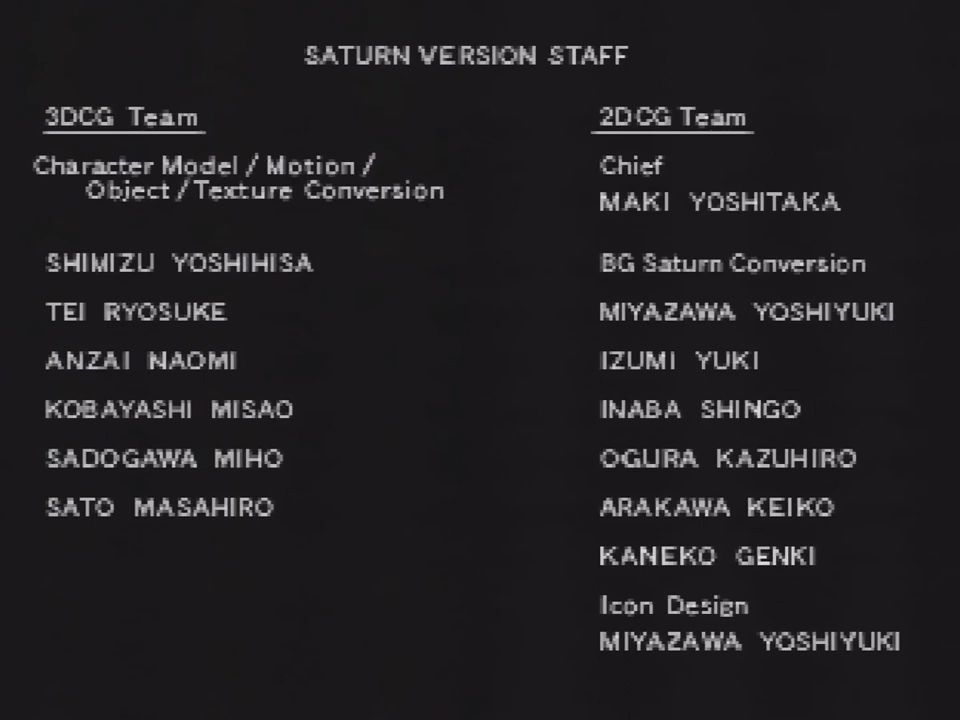 SATURN VERSION STAFF
3DCG Team
Character Model / Motion /
Object / Texture Conversion
SHIMIZU YOSHIHISA
TEI RYOSUKE
ANZAI NAOMI
KOBAYASHI MISAO
SADOGAWA MIHO
SATO MASAHIRO
2DCG Team
Chief
MAKI YOSHITAKA
BG Saturn Conversion
MIYAZAWA YOSHIYUKI
IZUMI YUKI
INABA SHINGO
OGURA KAZUHIRO
ARAKAWA KEIKO
KANEKO GENKI
Icon Design
MIYAZAWA YOSHIYUKI